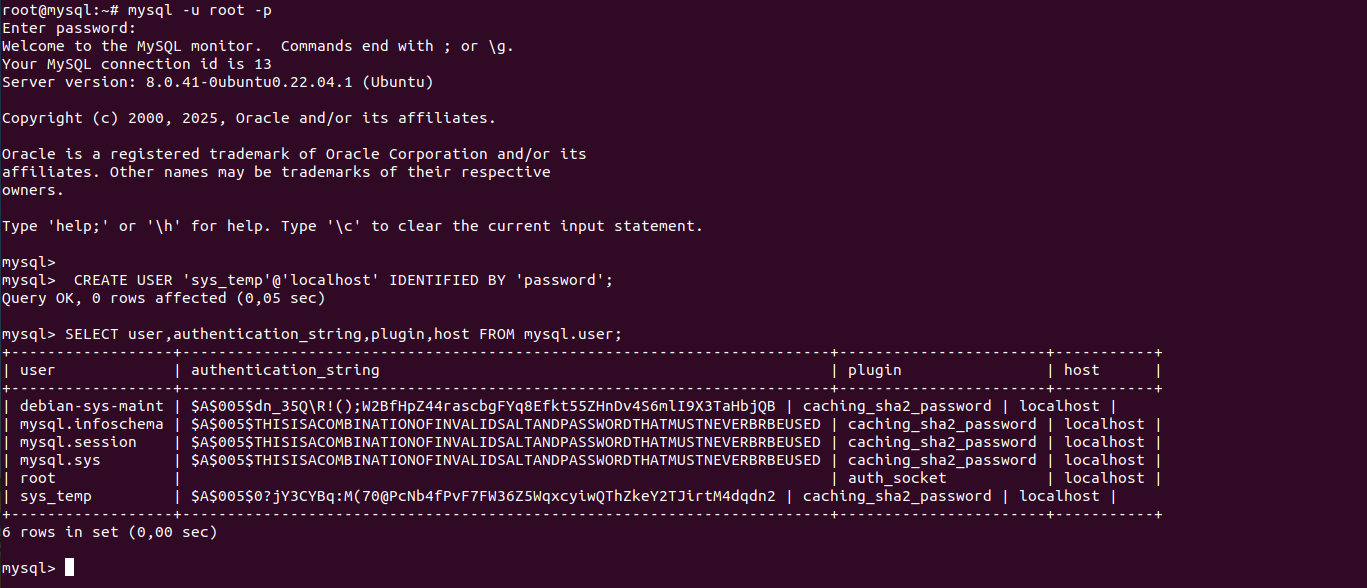 root@mysql:~# mysql -u root -p
Enter password:
Welcome to the MySQL monitor.  Commands end with ; or \g.
Your MySQL connection id is 13
Server version: 8.0.41-0ubuntu0.22.04.1 (Ubuntu)

Copyright (c) 2000, 2025, Oracle and/or its affiliates.

Oracle is a registered trademark of Oracle Corporation and/or its
affiliates. Other names may be trademarks of their respective
owners.

Type 'help;' or '\h' for help. Type '\c' to clear the current input statement.

mysql>
mysql>  CREATE USER 'sys_temp'@'localhost' IDENTIFIED BY 'password';
Query OK, 0 rows affected (0,05 sec)

mysql> SELECT user,authentication_string,plugin,host FROM mysql.user;
+------------------+------------------------------------------------------------------------+-----------------------+-----------+
| user             | authentication_string                                                  | plugin                | host      |
+------------------+------------------------------------------------------------------------+-----------------------+-----------+
| debian-sys-maint | $A$005$dn_35Q\R!();W2BfHpZ44rascbgFYq8Efkt55ZHnDv4S6mlI9X3TaHbjQB | caching_sha2_password | localhost |
| mysql.infoschema | $A$005$THISISACOMBINATIONOFINVALIDSALTANDPASSWORDTHATMUSTNEVERBRBEUSED | caching_sha2_password | localhost |
| mysql.session    | $A$005$THISISACOMBINATIONOFINVALIDSALTANDPASSWORDTHATMUSTNEVERBRBEUSED | caching_sha2_password | localhost |
| mysql.sys        | $A$005$THISISACOMBINATIONOFINVALIDSALTANDPASSWORDTHATMUSTNEVERBRBEUSED | caching_sha2_password | localhost |
| root             |                                                                        | auth_socket           | localhost |
| sys_temp         | $A$005$0?jY3CYBq:M(70@PcNb4fPvF7FW36Z5WqxcyiwQThZkeY2TJirtM4dqdn2 | caching_sha2_password | localhost |
+------------------+------------------------------------------------------------------------+-----------------------+-----------+
6 rows in set (0,00 sec)

mysql>